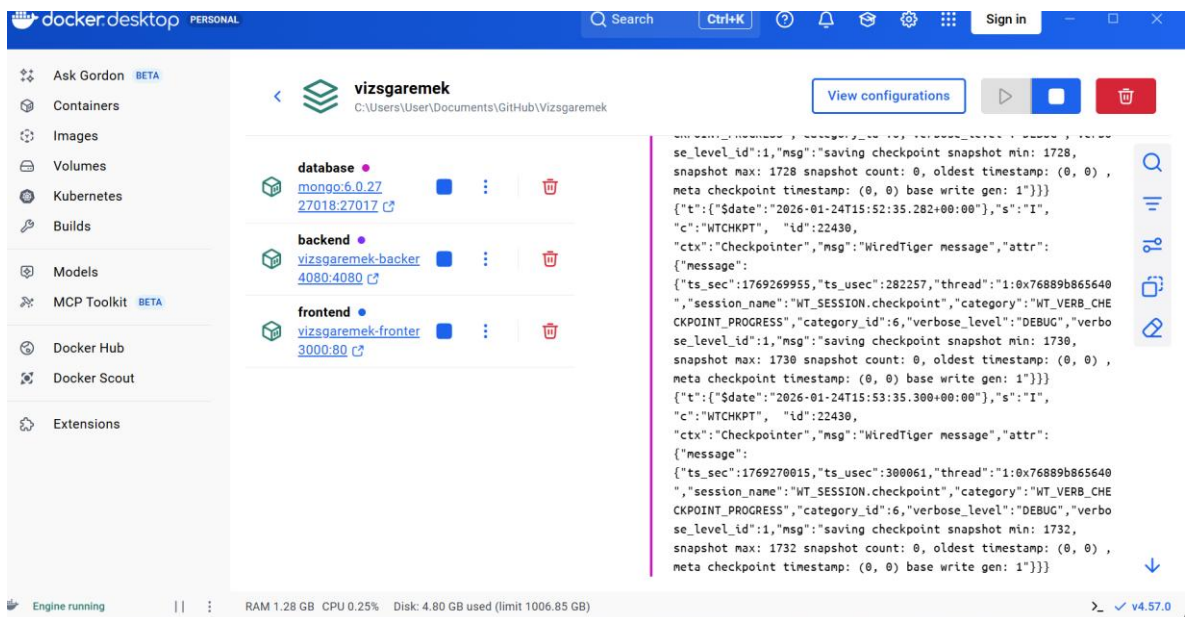 docker.desktop PERSONAL
Search
Ctrl+K
Sign in
Ask Gordon BETA
Containers
Images
Volumes
Kubernetes
Builds
Models
MCP Toolkit BETA
Docker Hub
Docker Scout
Extensions
vizsgaremek
C:\Users\User\Documents\GitHub\Vizsgaremek
View configurations
database
mongo:6.0.27
27018:27017
backend
vizsgaremek-backer
4080:4080
frontend
vizsgaremek-fronter
3000:80
se_level_id":1,"msg":"saving checkpoint snapshot min: 1728,
snapshot max: 1728 snapshot count: 0, oldest timestamp: (0, 0) ,
meta checkpoint timestamp: (0, 0) base write gen: 1"}}}
{"t":{"$date":"2026-01-24T15:52:35.282+00:00"},"s":"I",
"c":"WTCHKPT", "id":22430,
"ctx":"Checkpointer","msg":"WiredTiger message","attr":
{"message":
{"ts_sec":1769269955,"ts_usec":282257,"thread":"1:0x76889b865640
","session_name":"WT_SESSION.checkpoint","category":"WT_VERB_CHE
CKPOINT_PROGRESS","category_id":6,"verbose_level":"DEBUG","verbo
se_level_id":1,"msg":"saving checkpoint snapshot min: 1730,
snapshot max: 1730 snapshot count: 0, oldest timestamp: (0, 0) ,
meta checkpoint timestamp: (0, 0) base write gen: 1"}}}
{"t":{"$date":"2026-01-24T15:53:35.300+00:00"},"s":"I",
"c":"WTCHKPT", "id":22430,
"ctx":"Checkpointer","msg":"WiredTiger message","attr":
{"message":
{"ts_sec":1769270015,"ts_usec":300061,"thread":"1:0x76889b865640
","session_name":"WT_SESSION.checkpoint","category":"WT_VERB_CHE
CKPOINT_PROGRESS","category_id":6,"verbose_level":"DEBUG","verbo
se_level_id":1,"msg":"saving checkpoint snapshot min: 1732,
snapshot max: 1732 snapshot count: 0, oldest timestamp: (0, 0) ,
meta checkpoint timestamp: (0, 0) base write gen: 1"}}}
Engine running
RAM 1.28 GB CPU 0.25% Disk: 4.80 GB used (limit 1006.85 GB)
v4.57.0